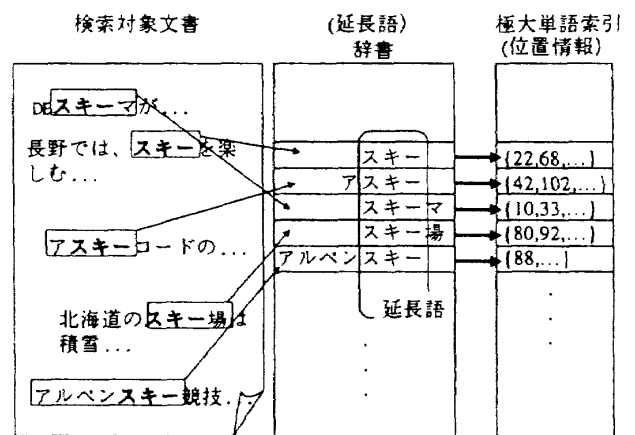 検索対象文書
(延長語)
辞書
極大単語索引
(位置情報)
DBスキーマが...
長野では、スキーを楽
しむ...
アスキーコードの...
北海道のスキー場は
積雪...
アルペンスキー競技...
スキー
アスキー
スキーマ
スキー場
アルペンスキー
延長語
{22,68,...}
{42,102,...}
{10,33,...}
{80,92,...}
{88,...}